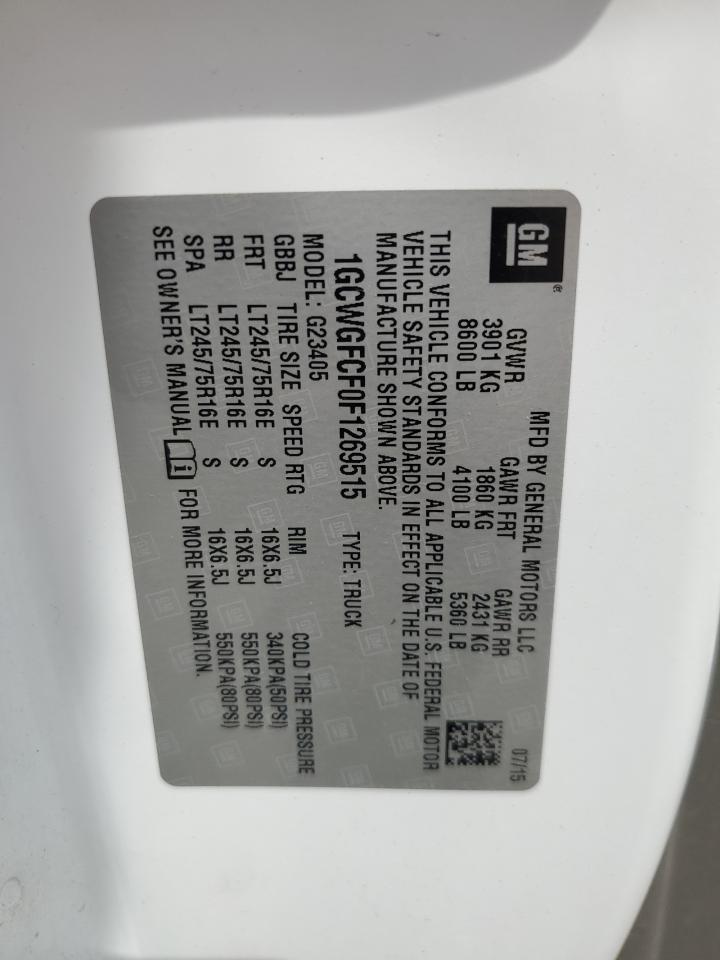 GM®
MFD BY GENERAL MOTORS LLC 07/15
GVWR GAWR FRT GAWR RR
3901 KG 1860 KG 2431 KG
8600 LB 4100 LB 5360 LB
THIS VEHICLE CONFORMS TO ALL APPLICABLE U.S. FEDERAL MOTOR
VEHICLE SAFETY STANDARDS IN EFFECT ON THE DATE OF
MANUFACTURE SHOWN ABOVE.
1GCWGFCF0F1269515 TYPE: TRUCK
MODEL: G23405
GBBJ TIRE SIZE SPEED RTG RIM COLD TIRE PRESSURE
FRT LT245/75R16E S 16X6.5J 340KPA(50PSI)
RR LT245/75R16E S 16X6.5J 550KPA(80PSI)
SPA LT245/75R16E S 16X6.5J 550KPA(80PSI)
SEE OWNER'S MANUAL i FOR MORE INFORMATION.